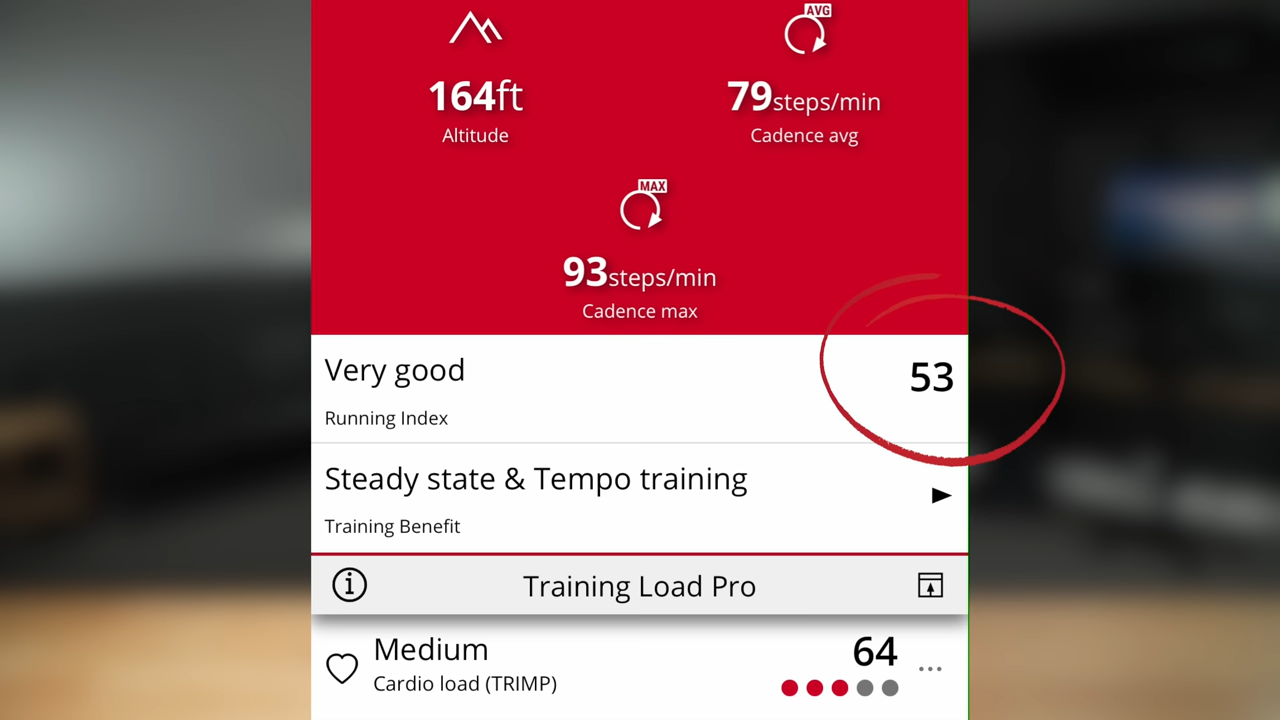 AVG
164ft
79steps/min
Altitude
Cadence avg
MAX
93steps/min
Cadence max
Very good
53
Running Index
Steady state & Tempo training
Training Benefit
i
Training Load Pro
Medium
64
Cardio load (TRIMP)